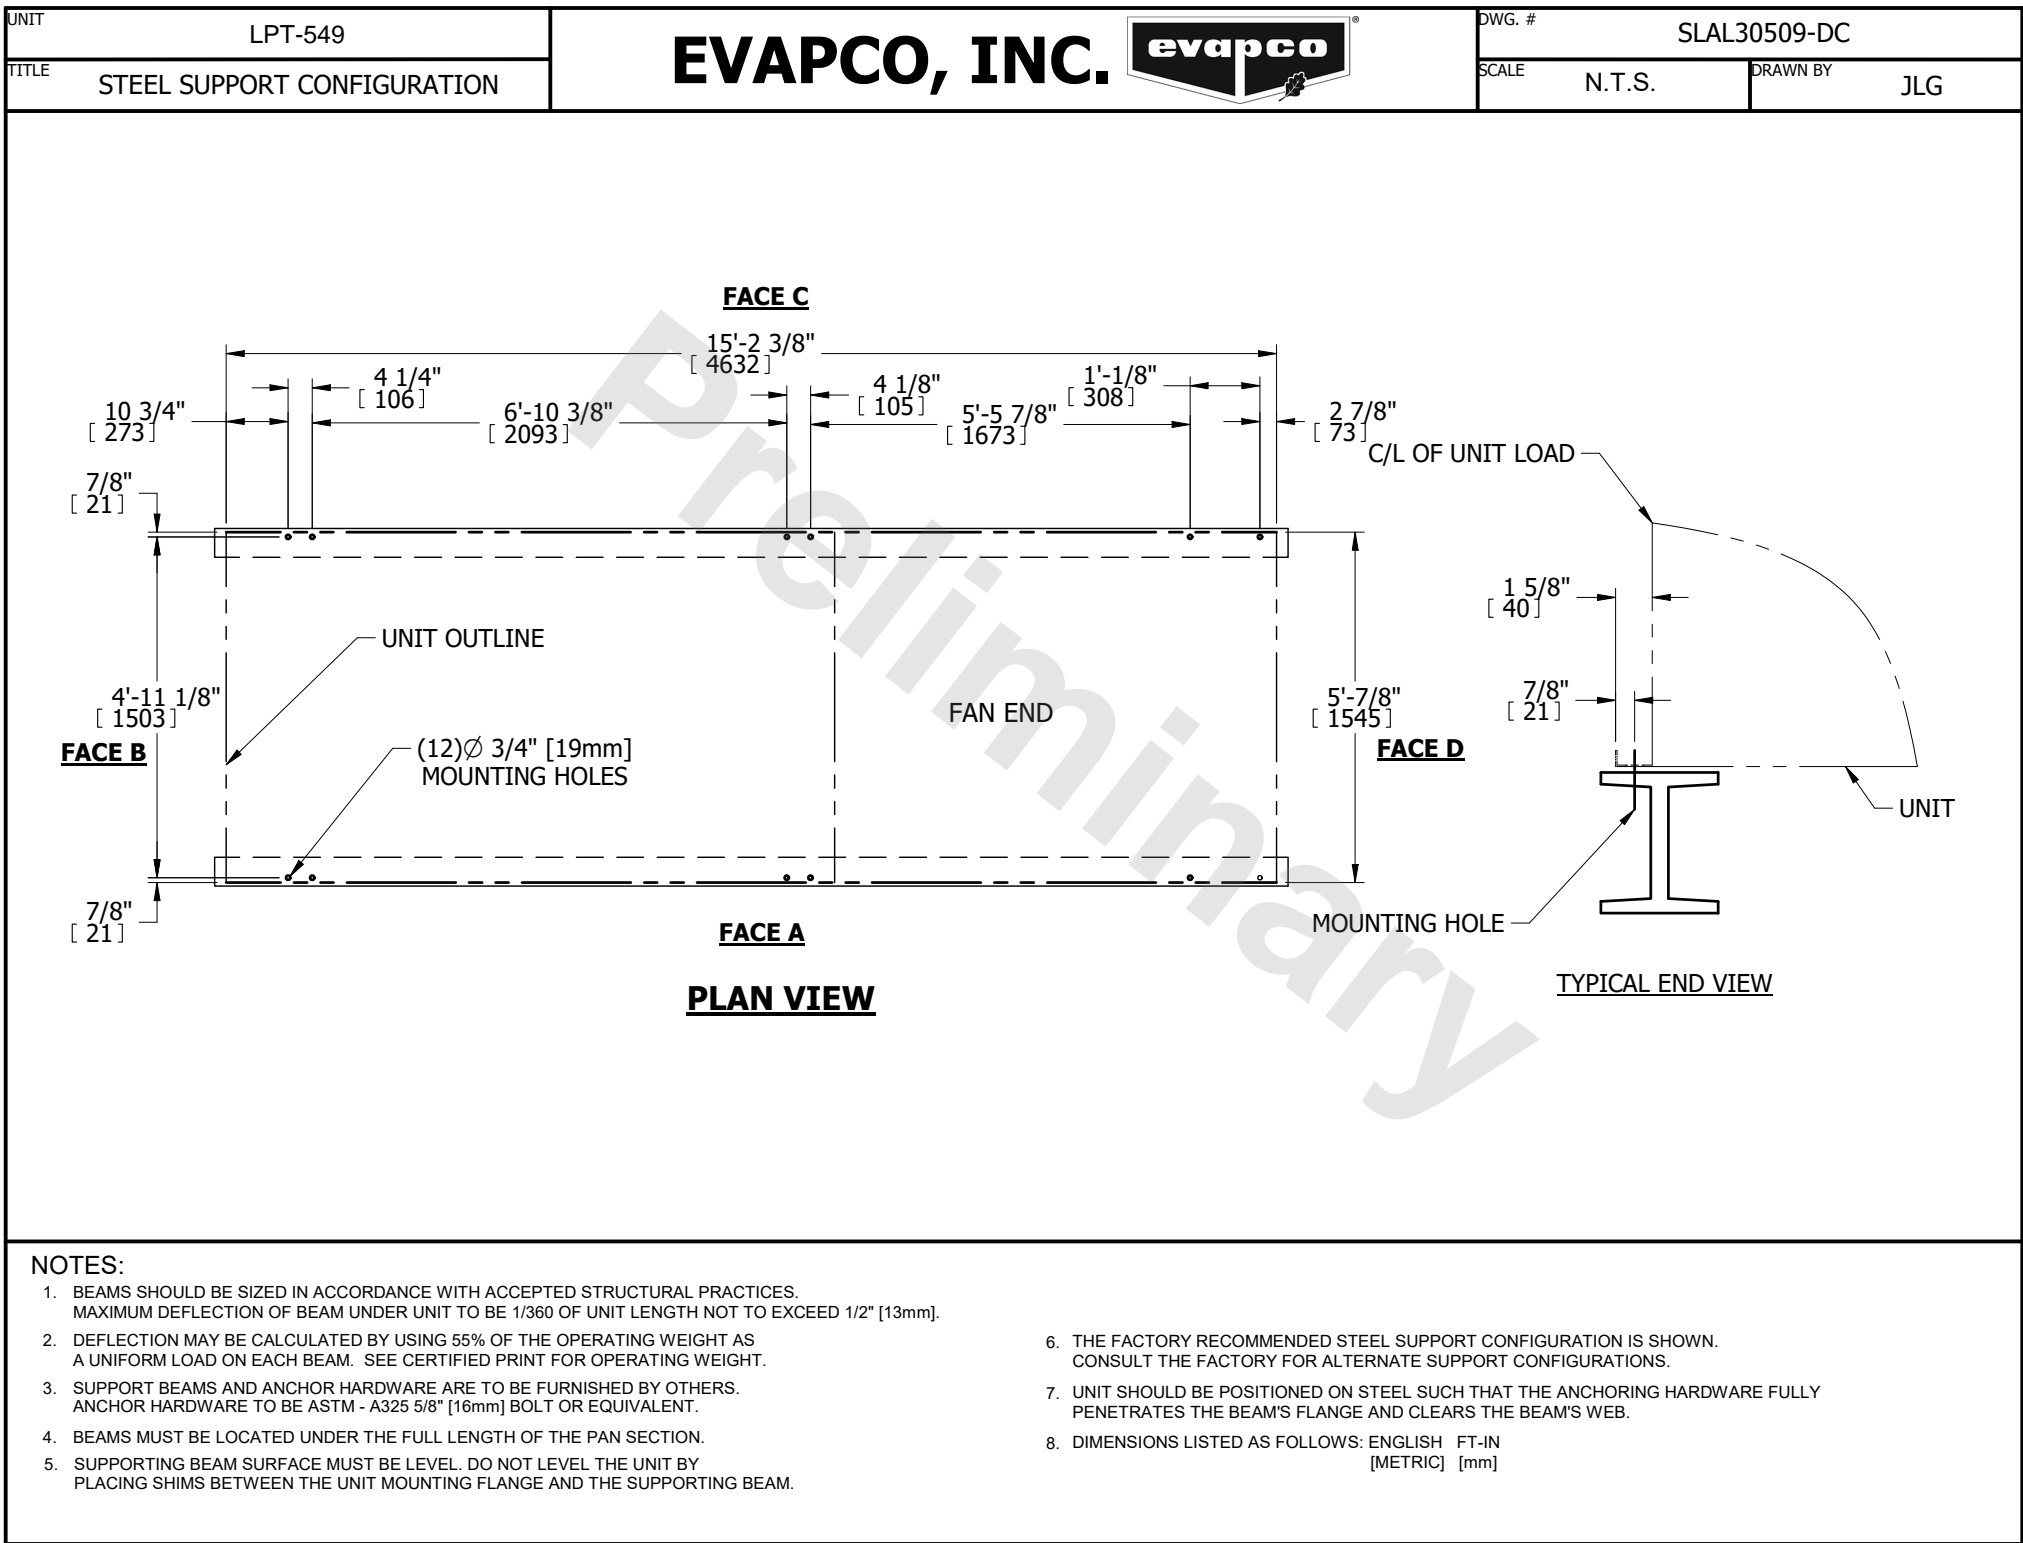 UNIT
LPT-549
TITLE
STEEL SUPPORT CONFIGURATION
EVAPCO, INC.
evapco
®
DWG. #
SLAL30509-DC
SCALE
N.T.S.
DRAWN BY
JLG
FACE C
15'-2 3/8"
[ 4632]
4 1/4"
[ 106]
4 1/8"
[ 105]
1'-1/8"
[ 308]
10 3/4"
[ 273]
6'-10 3/8"
[ 2093]
5'-5 7/8"
[ 1673]
2 7/8"
[ 73]
C/L OF UNIT LOAD
7/8"
[ 21]
1 5/8"
[ 40]
UNIT OUTLINE
4'-11 1/8"
[ 1503]
FAN END
5'-7/8"
[ 1545]
7/8"
[ 21]
FACE B
(12)Ø 3/4" [19mm]
MOUNTING HOLES
FACE D
UNIT
7/8"
[ 21]
FACE A
MOUNTING HOLE
PLAN VIEW
TYPICAL END VIEW
Preliminary
NOTES:
1. BEAMS SHOULD BE SIZED IN ACCORDANCE WITH ACCEPTED STRUCTURAL PRACTICES.
MAXIMUM DEFLECTION OF BEAM UNDER UNIT TO BE 1/360 OF UNIT LENGTH NOT TO EXCEED 1/2" [13mm].
2. DEFLECTION MAY BE CALCULATED BY USING 55% OF THE OPERATING WEIGHT AS
A UNIFORM LOAD ON EACH BEAM. SEE CERTIFIED PRINT FOR OPERATING WEIGHT.
3. SUPPORT BEAMS AND ANCHOR HARDWARE ARE TO BE FURNISHED BY OTHERS.
ANCHOR HARDWARE TO BE ASTM - A325 5/8" [16mm] BOLT OR EQUIVALENT.
4. BEAMS MUST BE LOCATED UNDER THE FULL LENGTH OF THE PAN SECTION.
5. SUPPORTING BEAM SURFACE MUST BE LEVEL. DO NOT LEVEL THE UNIT BY
PLACING SHIMS BETWEEN THE UNIT MOUNTING FLANGE AND THE SUPPORTING BEAM.
6. THE FACTORY RECOMMENDED STEEL SUPPORT CONFIGURATION IS SHOWN.
CONSULT THE FACTORY FOR ALTERNATE SUPPORT CONFIGURATIONS.
7. UNIT SHOULD BE POSITIONED ON STEEL SUCH THAT THE ANCHORING HARDWARE FULLY
PENETRATES THE BEAM'S FLANGE AND CLEARS THE BEAM'S WEB.
8. DIMENSIONS LISTED AS FOLLOWS: ENGLISH FT-IN
[METRIC] [mm]